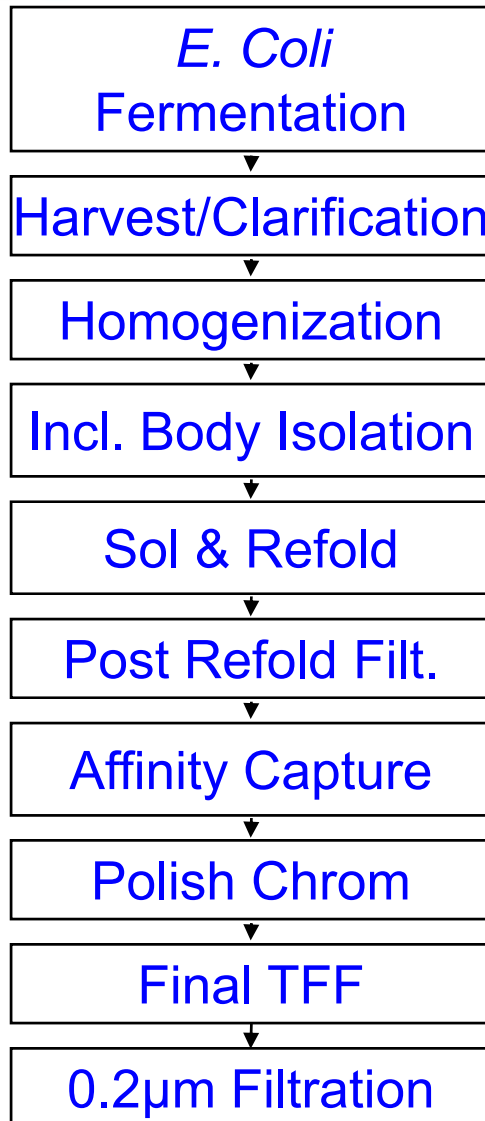 E. Coli
Fermentation
Harvest/Clarification
Homogenization
Incl. Body Isolation
Sol & Refold
Post Refold Filt.
Affinity Capture
Polish Chrom
Final TFF
0.2µm Filtration